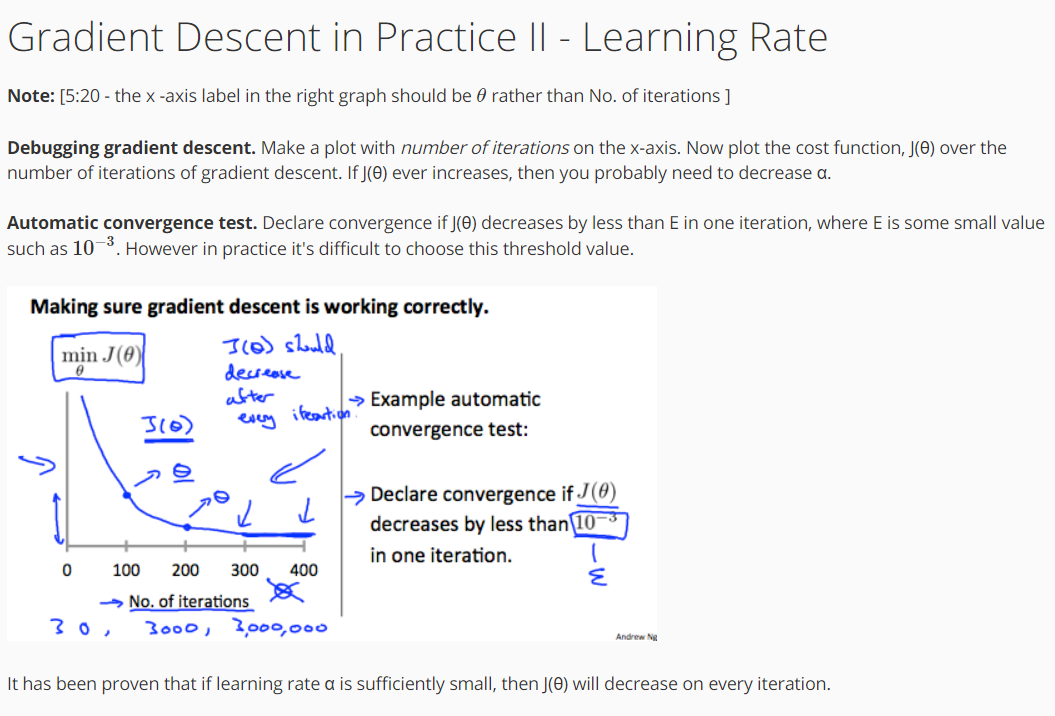 Gradient Descent in Practice II - Learning Rate
Note: [5:20 - the x -axis label in the right graph should be θ rather than No. of iterations ]
Debugging gradient descent. Make a plot with number of iterations on the x-axis. Now plot the cost function, J(θ) over the
number of iterations of gradient descent. If J(θ) ever increases, then you probably need to decrease α.
Automatic convergence test. Declare convergence if J(θ) decreases by less than E in one iteration, where E is some small value
such as 10⁻³. However in practice it's difficult to choose this threshold value.
Making sure gradient descent is working correctly.
min J(θ)
θ
J(θ) should
decrease
after
every iteration.
J(θ)
θ
θ
0 100 200 300 400
→ No. of iterations
30, 3000, 3,000,000
→ Example automatic
convergence test:
→ Declare convergence if J(θ)
decreases by less than 10⁻³
in one iteration.
ε
Andrew Ng
It has been proven that if learning rate α is sufficiently small, then J(θ) will decrease on every iteration.